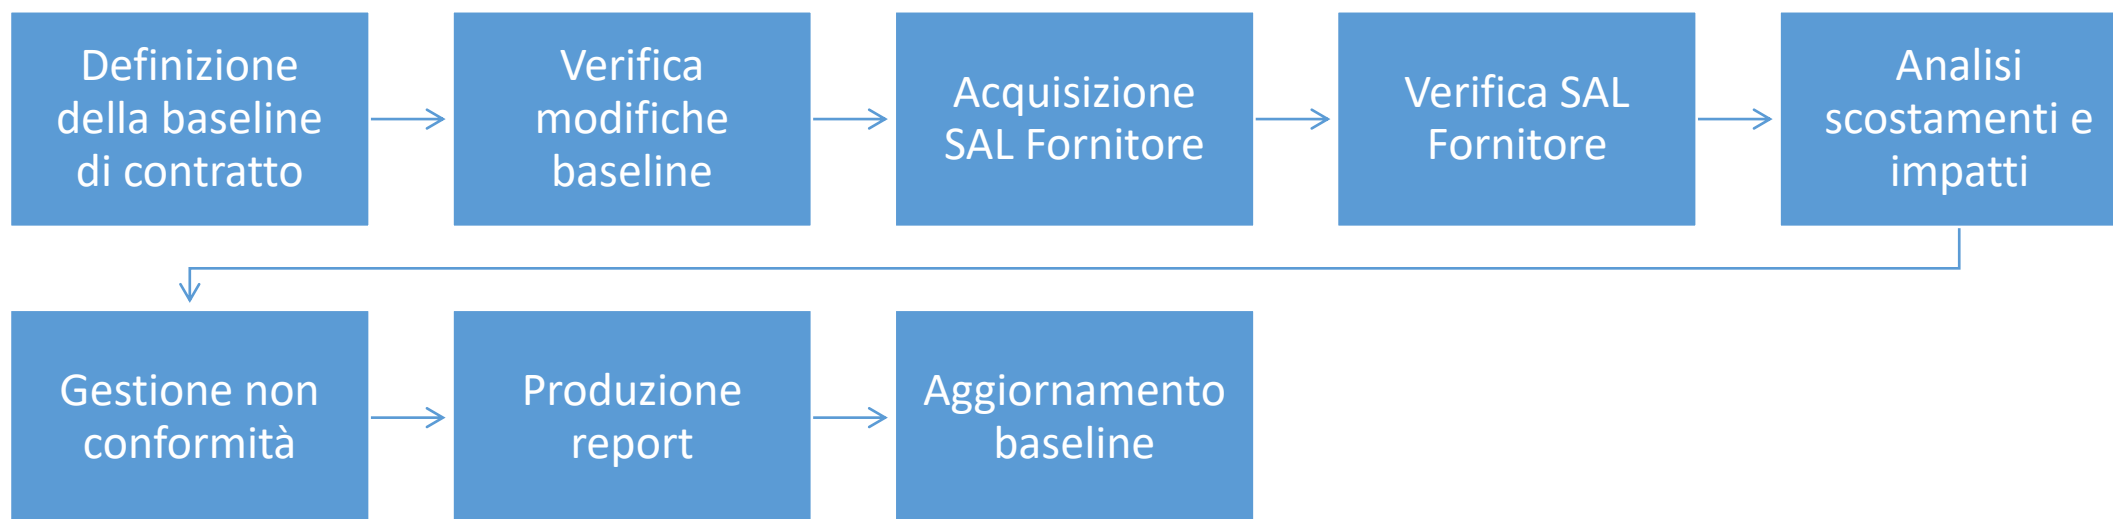 Definizione
della baseline
di contratto
Verifica
modifiche
baseline
Acquisizione
SAL Fornitore
Verifica SAL
Fornitore
Analisi
scostamenti e
impatti
Gestione non
conformità
Produzione
report
Aggiornamento
baseline